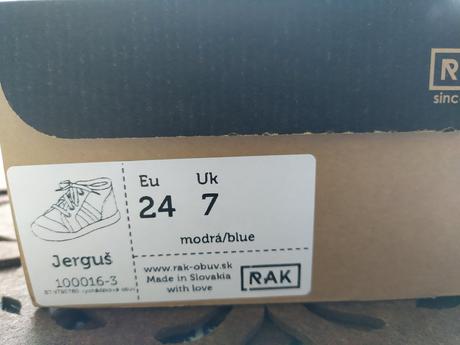 RA
sinc
Eu Uk
24 7
modrá/blue
Jerguš
100016-3
www.rak-obuv.sk
Made in Slovakia
with love
RAK